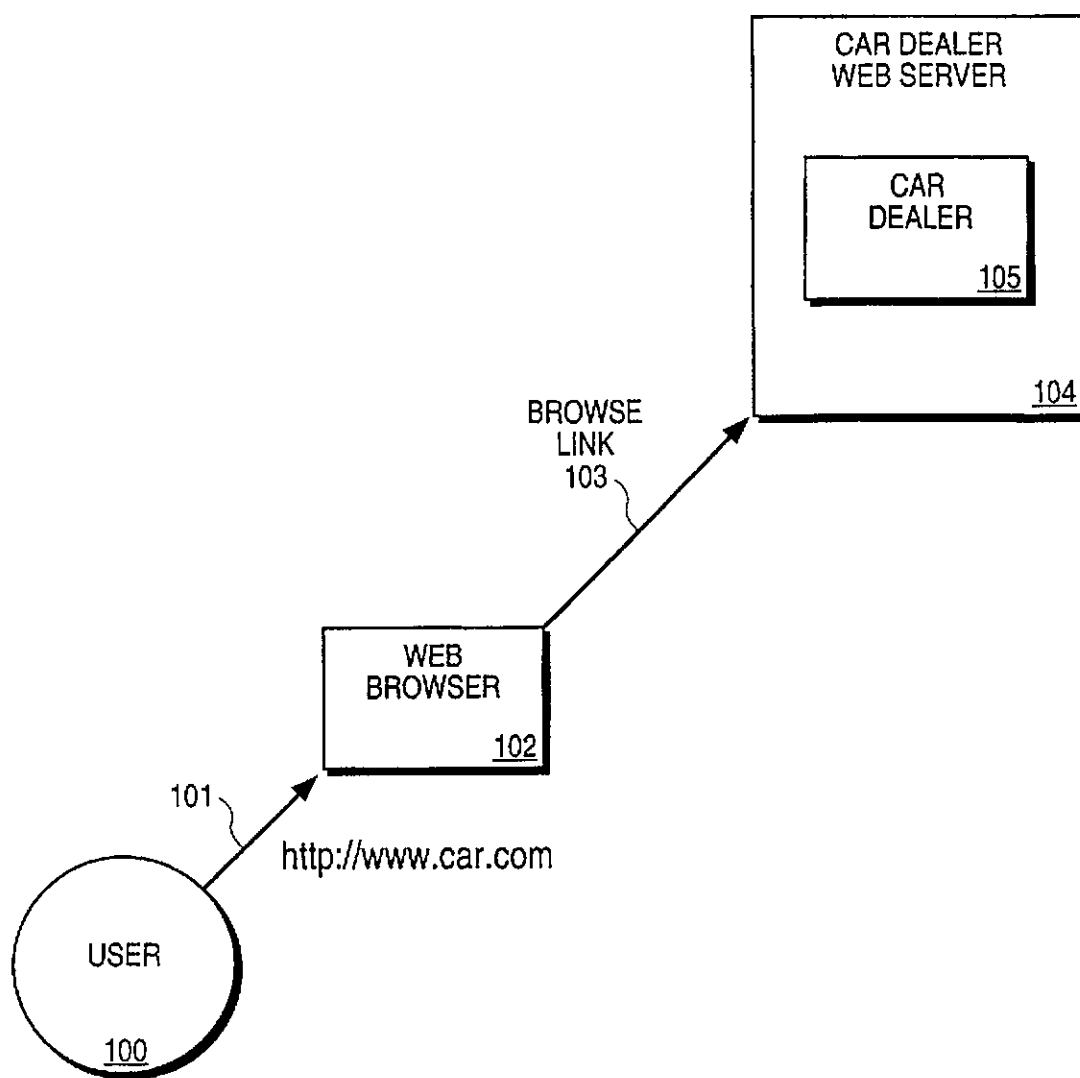 CAR DEALER
WEB SERVER
CAR
DEALER
105
104
BROWSE
LINK
103
WEB
BROWSER
102
101
http://www.car.com
USER
100